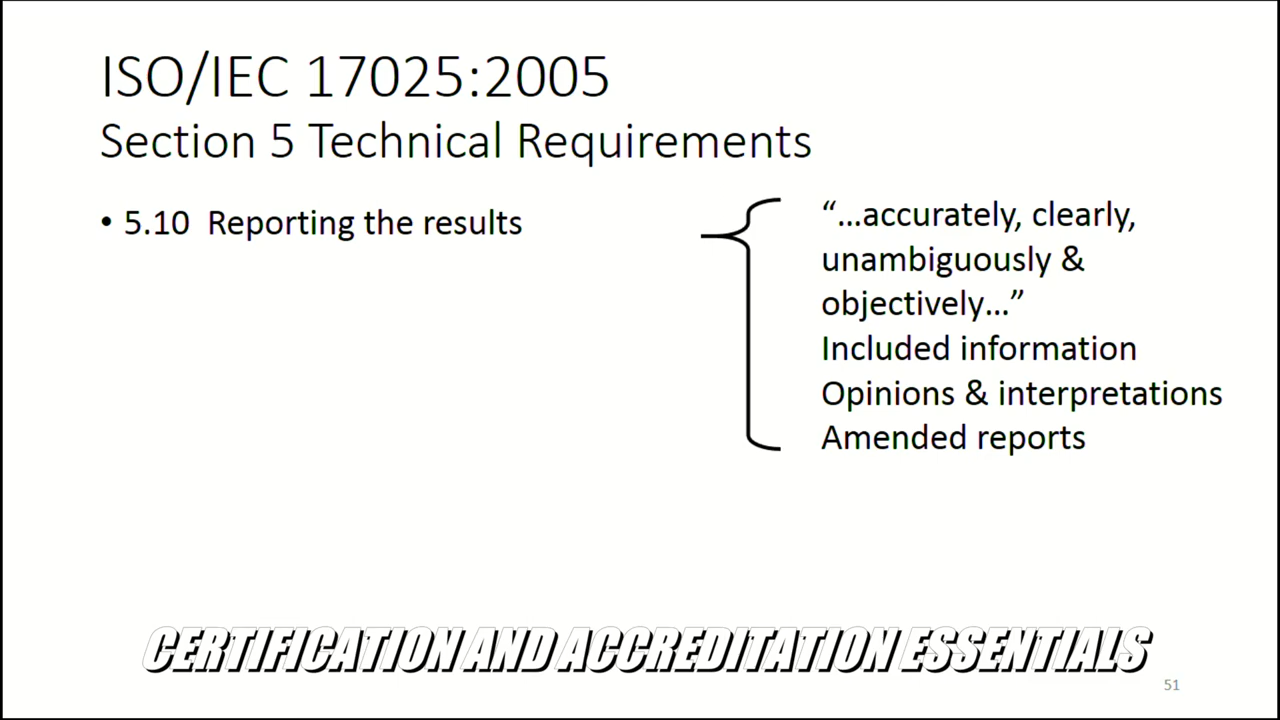 ISO/IEC 17025:2005
Section 5 Technical Requirements
• 5.10 Reporting the results
“…accurately, clearly,
unambiguously &
objectively…”
Included information
Opinions & interpretations
Amended reports
CERTIFICATION AND ACCREDITATION ESSENTIALS
51